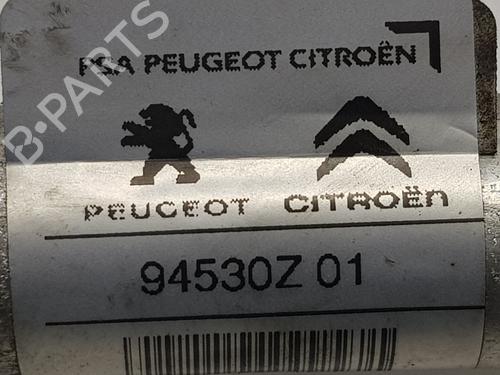 PSA PEUGEOT CITROËN
B-PARTS
PEUGEOT CITROËN
94530Z 01